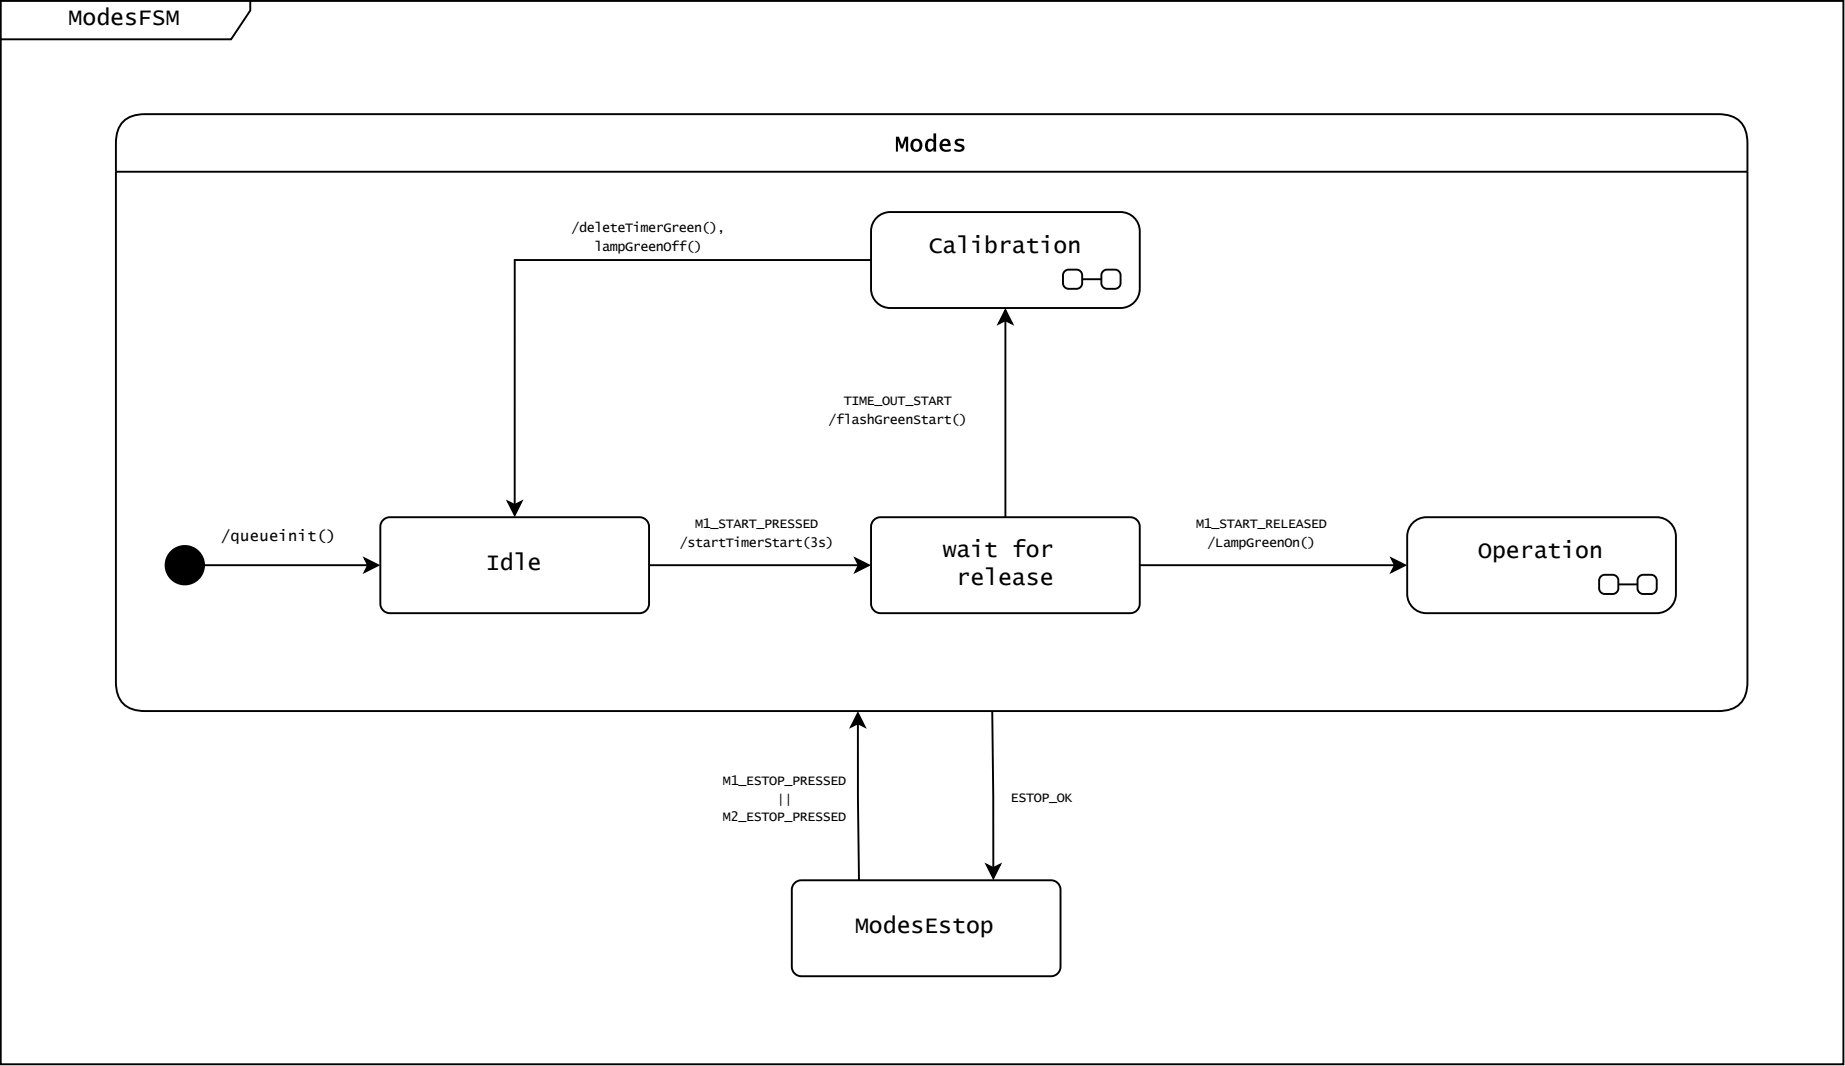 ModesFSM
Modes
/deleteTimerGreen(),
lampGreenOff()
Calibration
TIME_OUT_START
/flashGreenStart()
/queueinit()
Idle
M1_START_PRESSED
/startTimerStart(3s)
wait for
release
M1_START_RELEASED
/LampGreenOn()
Operation
M1_ESTOP_PRESSED
||
M2_ESTOP_PRESSED
ESTOP_OK
ModesEstop